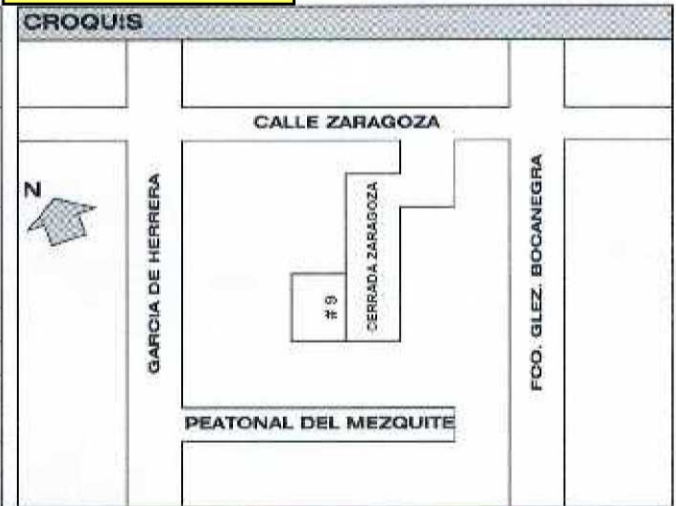 CROQUIS
CALLE ZARAGOZA
N
GARCIA DE HERRERA
CERRADA ZARAGOZA
# 9
FCO. GLEZ. BOCANEGRA
PEATONAL DEL MEZQUITE